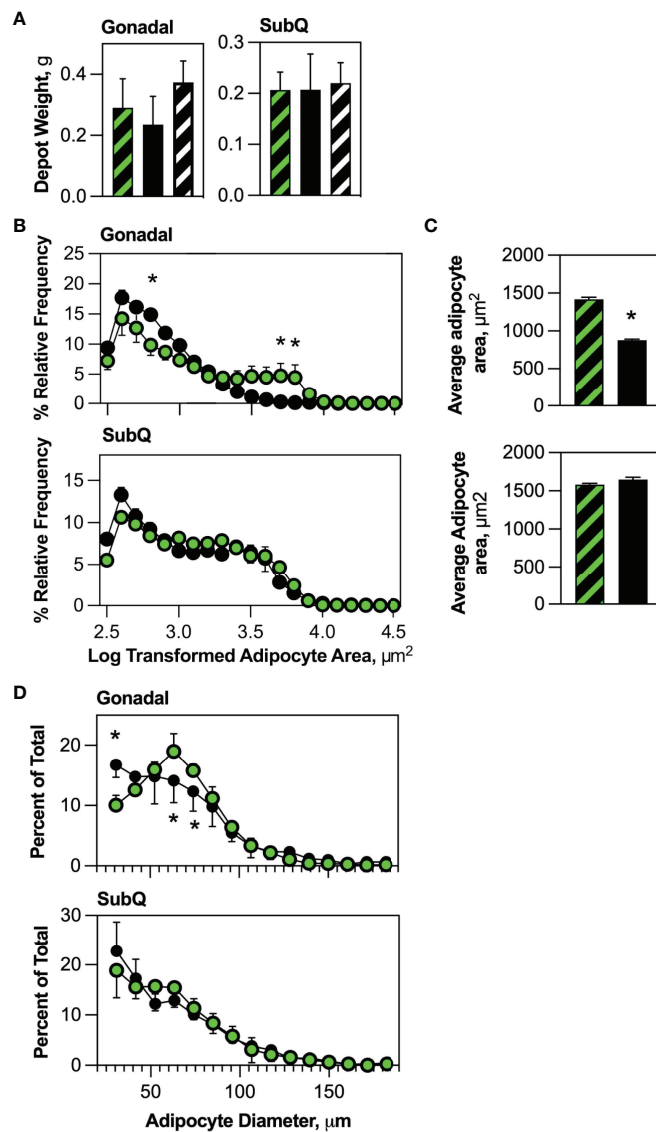 A
Gonadal
SubQ
Depot Weight, g
0.4
0.2
0.0
0.3
0.2
0.1
0.0
B
Gonadal
% Relative Frequency
25
20
15
10
5
0
*
* *
SubQ
% Relative Frequency
15
10
5
0
2.5 3.0 3.5 4.0 4.5
Log Transformed Adipocyte Area, μm²
C
Average adipocyte
area, μm²
2000
1500
1000
500
0
*
Average Adipocyte
area, μm2
2000
1500
1000
500
0
D
Gonadal
Percent of Total
20
10
0
*
* *
SubQ
Percent of Total
30
20
10
0
50 100 150
Adipocyte Diameter, μm